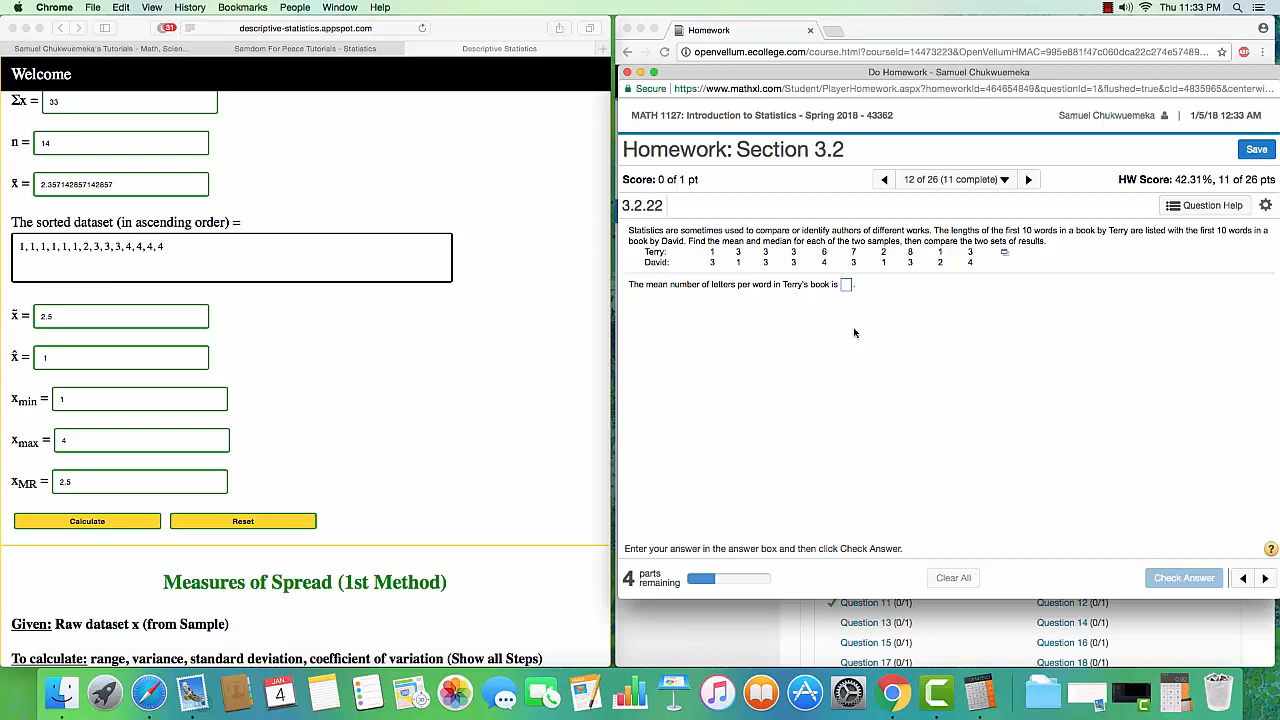 Chrome File Edit View History Bookmarks People Window Help Thu 11:33 PM
31 descriptive-statistics.appspot.com
Samuel Chukwuemeka's Tutorials - Math, Scien... Samdom For Peace Tutorials - Statistics Descriptive Statistics
Welcome
Σx = 33
n = 14
x̄ = 2.357142857142857
The sorted dataset (in ascending order) =
1, 1, 1, 1, 1, 1, 2, 3, 3, 3, 4, 4, 4, 4
x̃ = 2.5
x̂ = 1
xmin = 1
xmax = 4
xMR = 2.5
Calculate Reset
Measures of Spread (1st Method)
Given: Raw dataset x (from Sample)
To calculate: range, variance, standard deviation, coefficient of variation (Show all Steps)
Homework
openvellum.ecollege.com/course.html?courseId=14473223&OpenVellumHMAC=995e881f47c060dca22c274e57489...
Do Homework - Samuel Chukwuemeka
Secure https://www.mathxl.com/Student/PlayerHomework.aspx?homeworkId=464654849&questionId=1&flushed=true&cId=4835965&centerwi...
MATH 1127: Introduction to Statistics - Spring 2018 - 43362 Samuel Chukwuemeka | 1/5/18 12:33 AM
Homework: Section 3.2 Save
Score: 0 of 1 pt 12 of 26 (11 complete) HW Score: 42.31%, 11 of 26 pts
3.2.22 Question Help
Statistics are sometimes used to compare or identify authors of different works. The lengths of the first 10 words in a book by Terry are listed with the first 10 words in a
book by David. Find the mean and median for each of the two samples, then compare the two sets of results.
Terry: 1 3 3 3 6 7 2 8 1 3
David: 3 1 3 3 4 3 1 3 2 4
The mean number of letters per word in Terry's book is .
Enter your answer in the answer box and then click Check Answer. ?
4 parts
remaining Clear All Check Answer
Question 11 (0/1) Question 12 (0/1)
Question 13 (0/1) Question 14 (0/1)
Question 15 (0/1) Question 16 (0/1)
Question 17 (0/1) Question 18 (0/1)
JAN
4